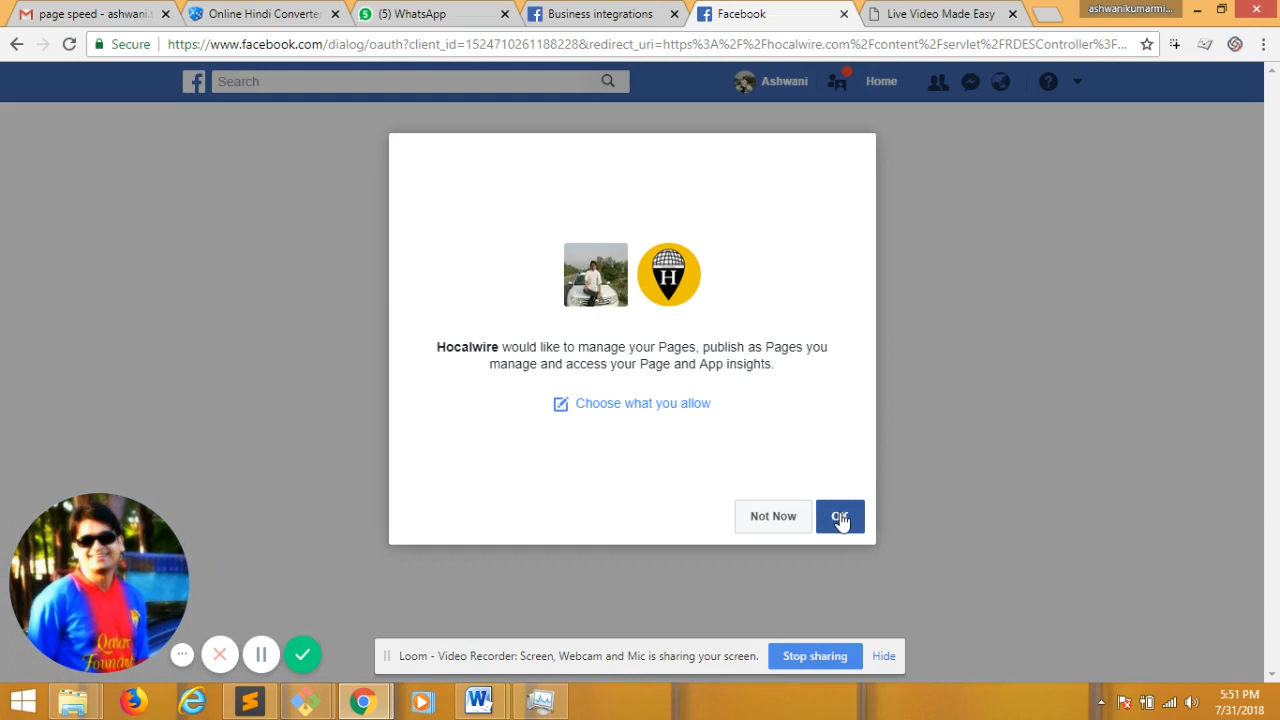 page speed - ashwani.t
Online Hindi Converte
(5) WhatsApp
Business integrations
Facebook
Live Video Made Easy
ashwanikumarmi...
Secure
https://www.facebook.com/dialog/oauth?client_id=1524710261188228&redirect_uri=https%3A%2F%2Fhocalwire.com%2Fcontent%2Fservlet%2FRDESController%3F...
Search
Ashwani
Home
H
Hocalwire would like to manage your Pages, publish as Pages you
manage and access your Page and App insights.
Choose what you allow
Not Now
Qatar
Foundation
Loom - Video Recorder: Screen, Webcam and Mic is sharing your screen.
Stop sharing
Hide
5:51 PM
7/31/2018